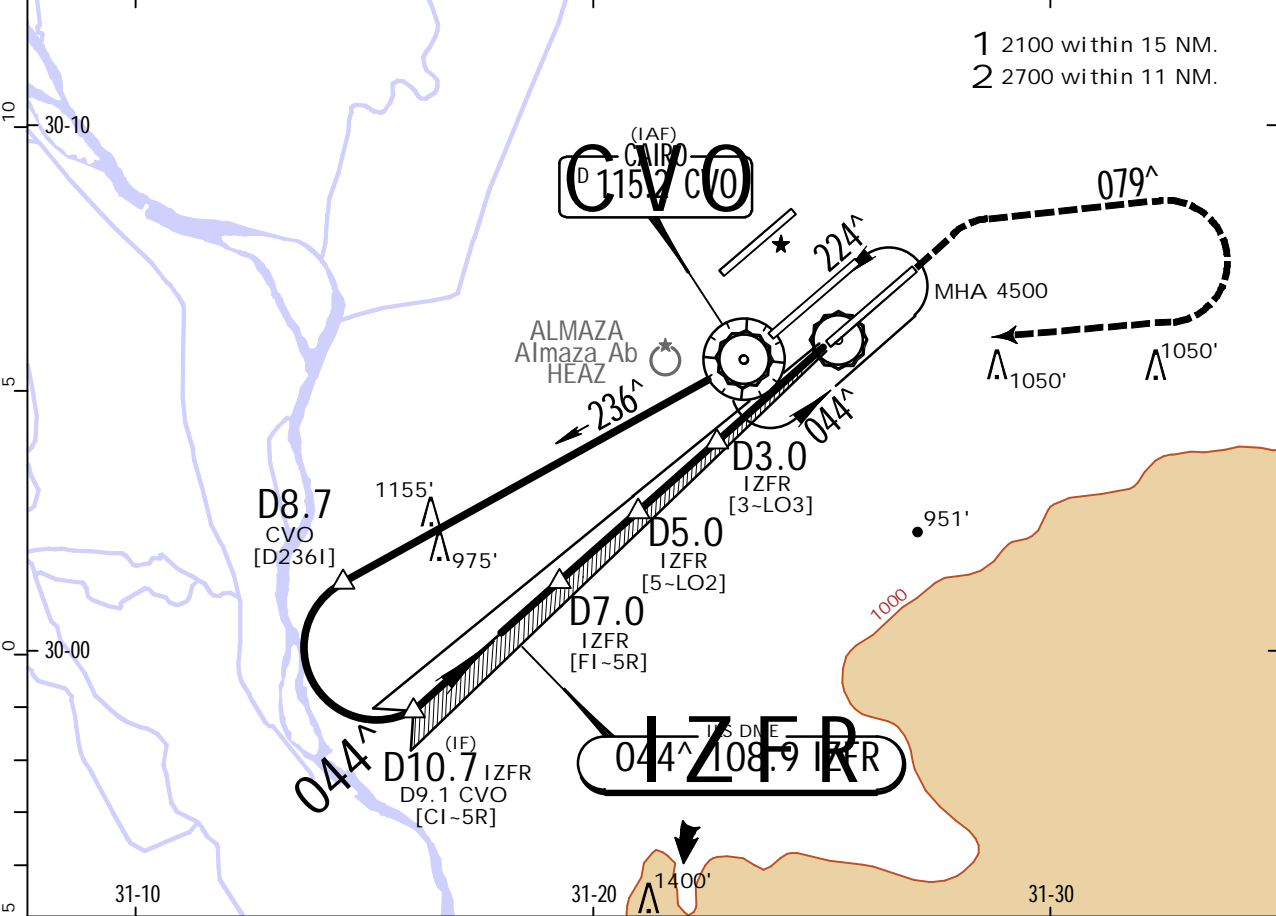 1 2100 within 15 NM.
2 2700 within 11 NM.
10
30-10
(IAF)
CAIRO
D 115.2 CVO
C V O
079^
224^
MHA 4500
ALMAZA
Almaza Ab
HEAZ
1050'
1050'
5
236^
044^
D3.0
IZFR
[3~LO3]
1155'
D8.7
CVO
[D236I]
975'
951'
D5.0
IZFR
[5~LO2]
1000
D7.0
IZFR
[FI~5R]
0
30-00
ILS DME
044^ 108.9 IZFR
I Z F R
044^
(IF)
D10.7 IZFR
D9.1 CVO
[CI~5R]
1400'
31-10
31-20
31-30
5